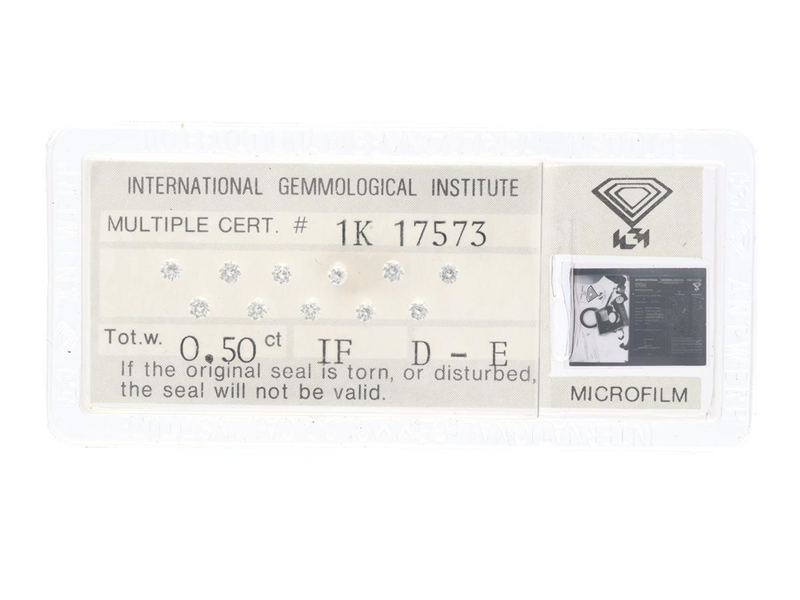 INTERNATIONAL GEMMOLOGICAL INSTITUTE
MULTIPLE CERT. # 1K 17573
Tot.w. 0.50 ct IF D - E
If the original seal is torn, or disturbed,
the seal will not be valid.
IGI
MICROFILM